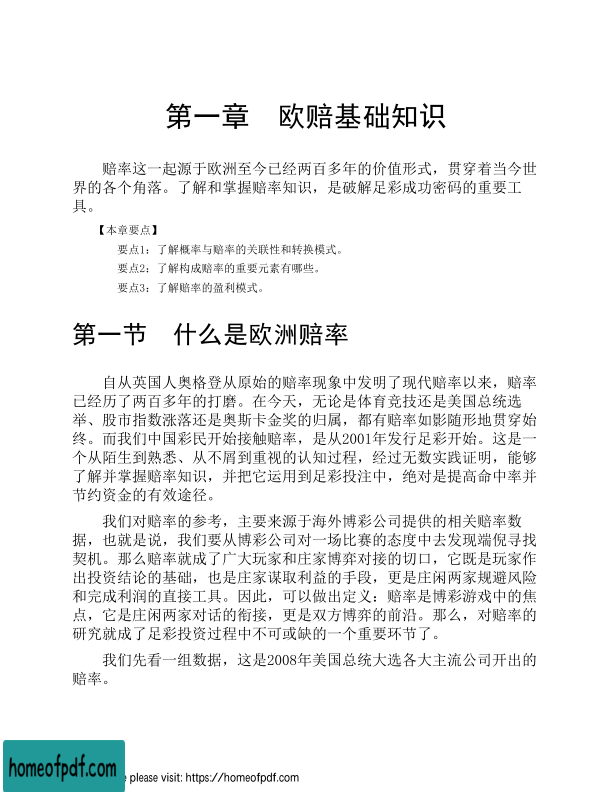 第一章　欧赔基础知识
赔率这一起源于欧洲至今已经两百多年的价值形式，贯穿着当今世
界的各个角落。了解和掌握赔率知识，是破解足彩成功密码的重要工
具。
【本章要点】
要点1：了解概率与赔率的关联性和转换模式。
要点2：了解构成赔率的重要元素有哪些。
要点3：了解赔率的盈利模式。
第一节　什么是欧洲赔率
自从英国人奥格登从原始的赔率现象中发明了现代赔率以来，赔率
已经历了两百多年的打磨。在今天，无论是体育竞技还是美国总统选
举、股市指数涨落还是奥斯卡金奖的归属，都有赔率如影随形地贯穿始
终。而我们中国彩民开始接触赔率，是从2001年发行足彩开始。这是一
个从陌生到熟悉、从不屑到重视的认知过程，经过无数实践证明，能够
了解并掌握赔率知识，并把它运用到足彩投注中，绝对是提高命中率并
节约资金的有效途径。
我们对赔率的参考，主要来源于海外博彩公司提供的相关赔率数
据，也就是说，我们要从博彩公司对一场比赛的态度中去发现端倪寻找
契机。那么赔率就成了广大玩家和庄家博弈对接的切口，它既是玩家作
出投资结论的基础，也是庄家谋取利益的手段，更是庄闲两家规避风险
和完成利润的直接工具。因此，可以做出定义：赔率是博彩游戏中的焦
点，它是庄闲两家对话的衔接，更是双方博弈的前沿。那么，对赔率的
研究就成了足彩投资过程中不可或缺的一个重要环节了。
我们先看一组数据，这是2008年美国总统大选各大主流公司开出的
赔率。
homeofpdf.com
e please visit: https://homeofpdf.com